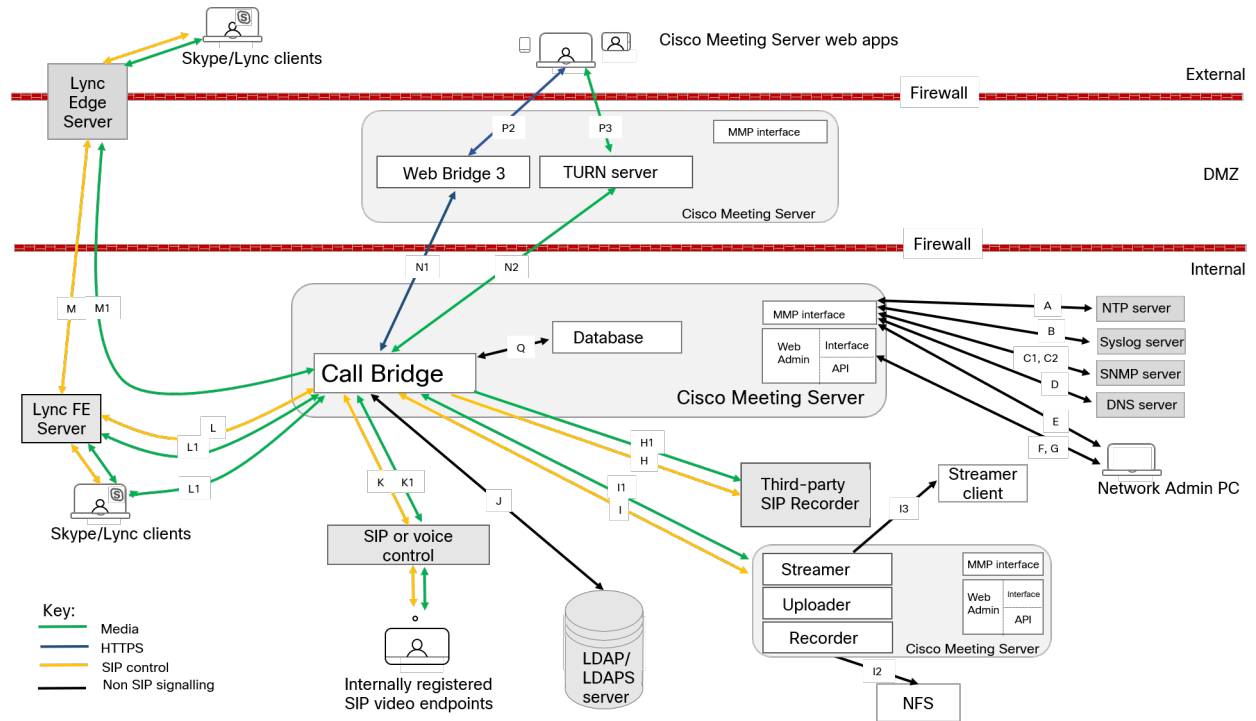 Skype/Lync clients
Cisco Meeting Server web apps
External
Lync
Edge
Server
Firewall
P2
P3
MMP interface
Web Bridge 3
TURN server
DMZ
Cisco Meeting Server
Firewall
Internal
N1
N2
M
M1
MMP interface
A
NTP server
B
Syslog server
C1, C2
SNMP server
D
DNS server
E
F, G
Network Admin PC
Q
Database
Web
Admin
Interface
API
Call Bridge
Cisco Meeting Server
Lync FE
Server
L
L1
L1
Skype/Lync clients
K
K1
J
H1
H
I1
I
Third-party
SIP Recorder
Streamer
client
I3
SIP or voice
control
Streamer
Uploader
Recorder
MMP interface
Web
Admin
Interface
API
Cisco Meeting Server
I2
NFS
LDAP/
LDAPS
server
Internally registered
SIP video endpoints
Key:
Media
HTTPS
SIP control
Non SIP signalling